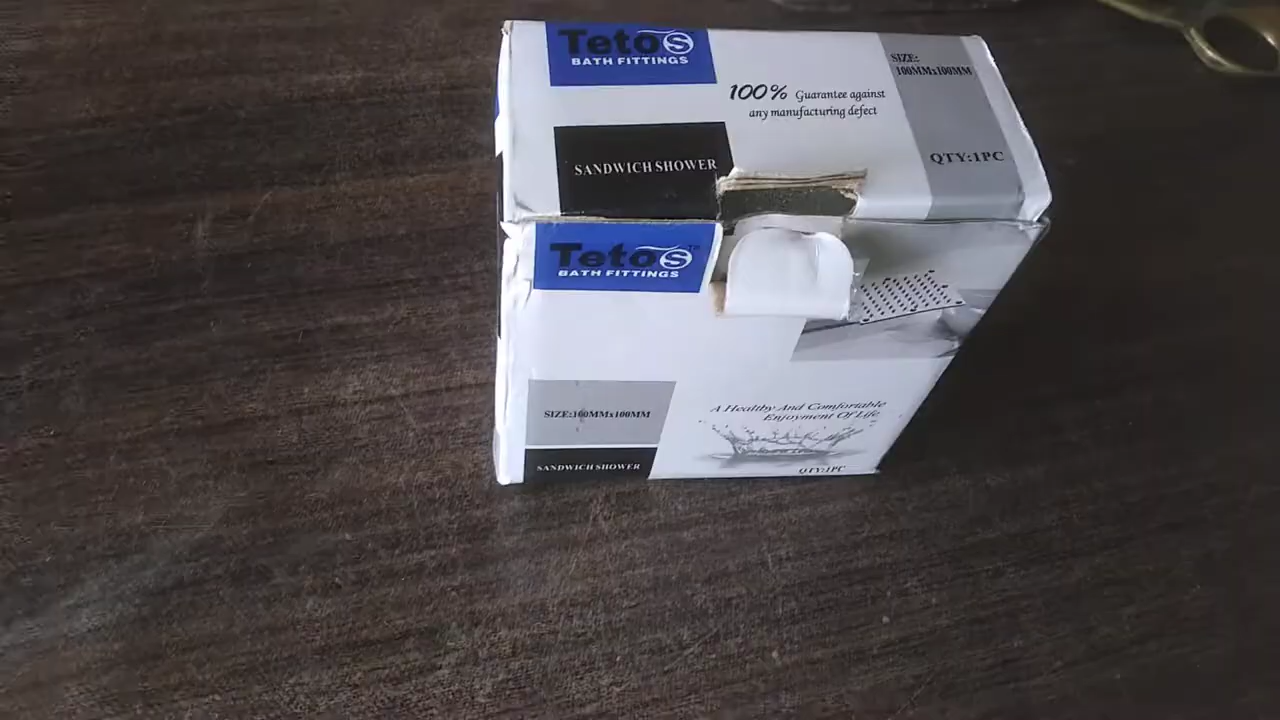 Tetos
BATH FITTINGS
100% Guarantee against
any manufacturing defect
SIZE:
100MMx100MM
SANDWICH SHOWER
QTY:1PC
Tetos™
BATH FITTINGS
SIZE:100MMx100MM
SANDWICH SHOWER
A Healthy And Comfortable
Enjoyment Of Life
QTY:1PC